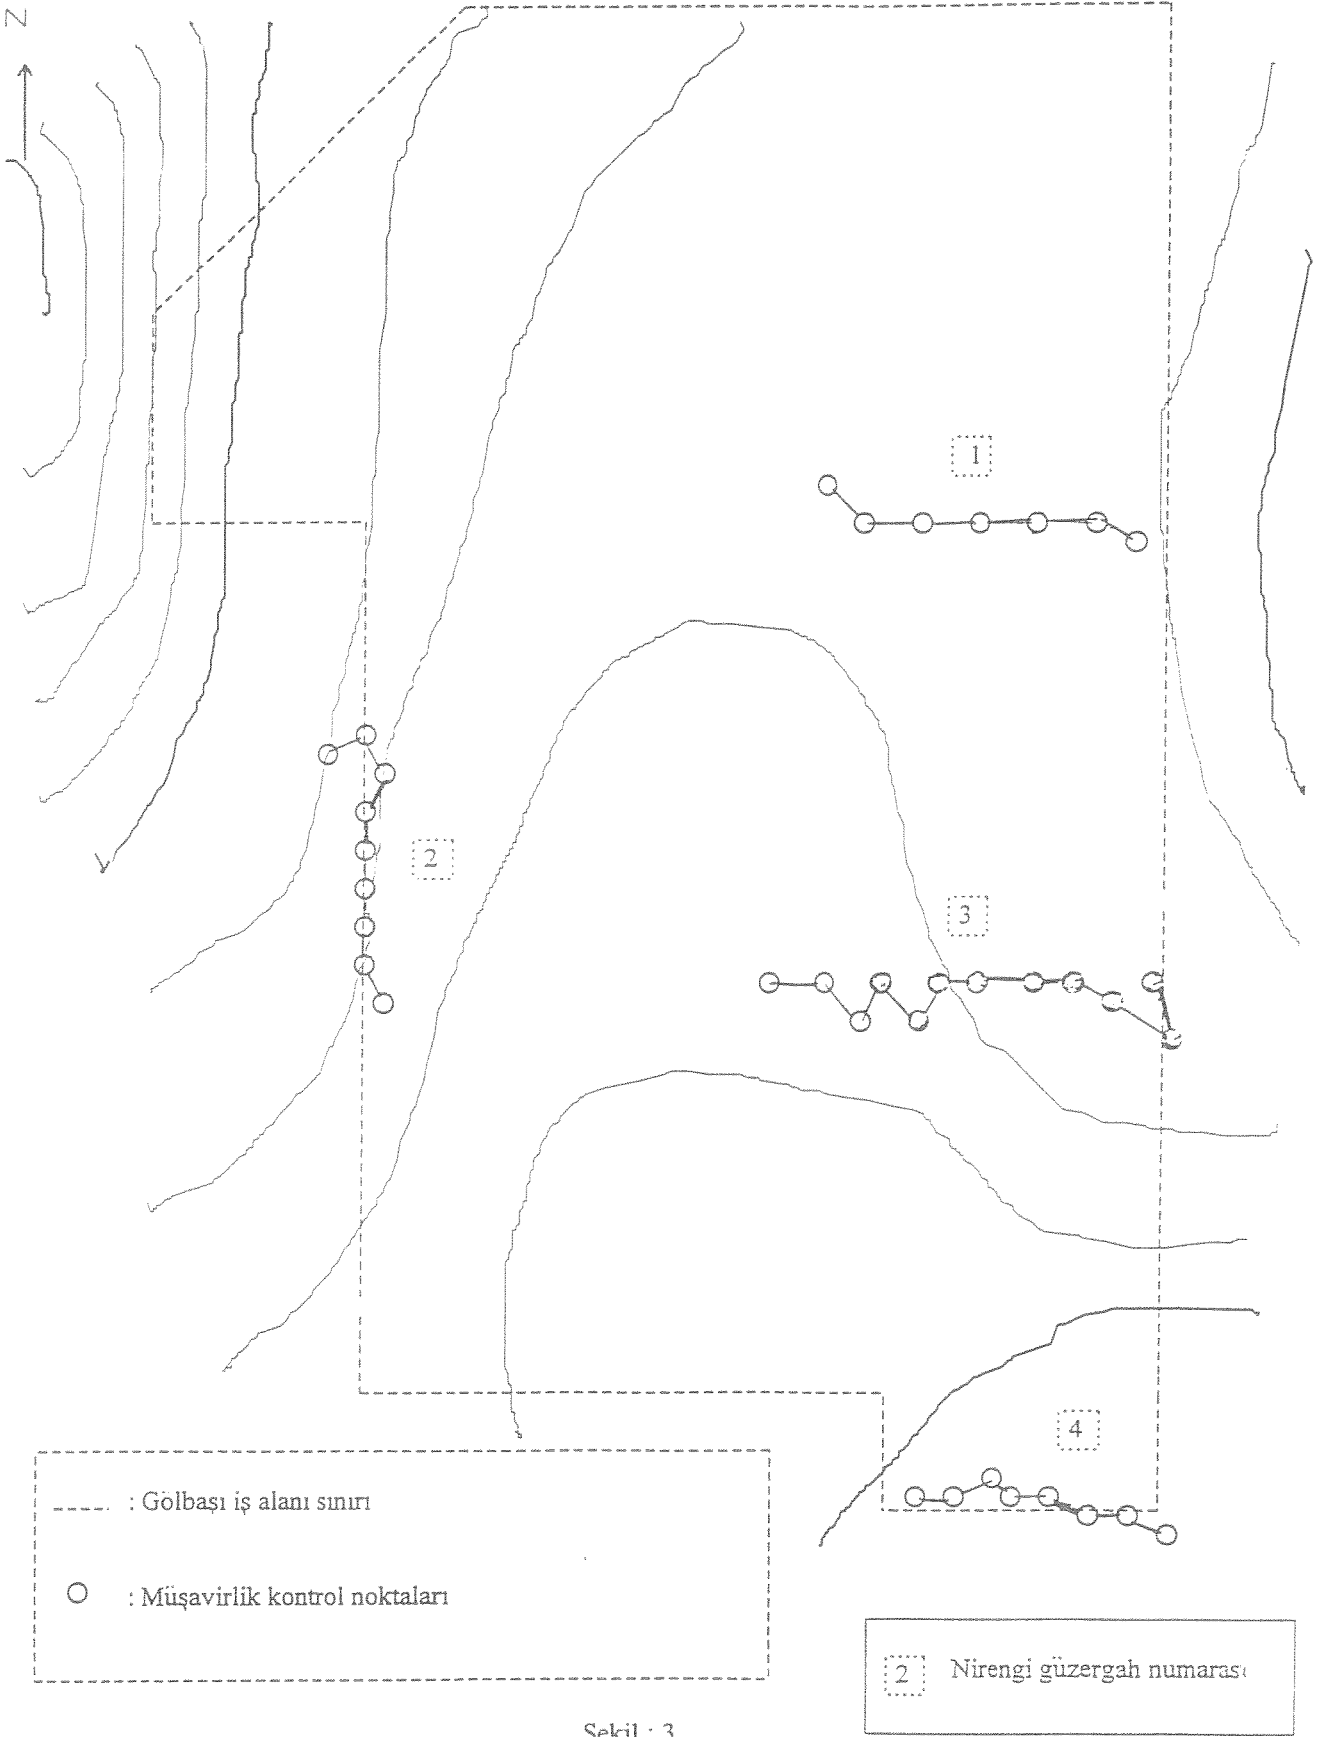 N
1
2
3
4
: Gölbaşı iş alanı sınırı
: Müşavirlik kontrol noktaları
2 Nirengi güzergah numarası
Şekil : 3